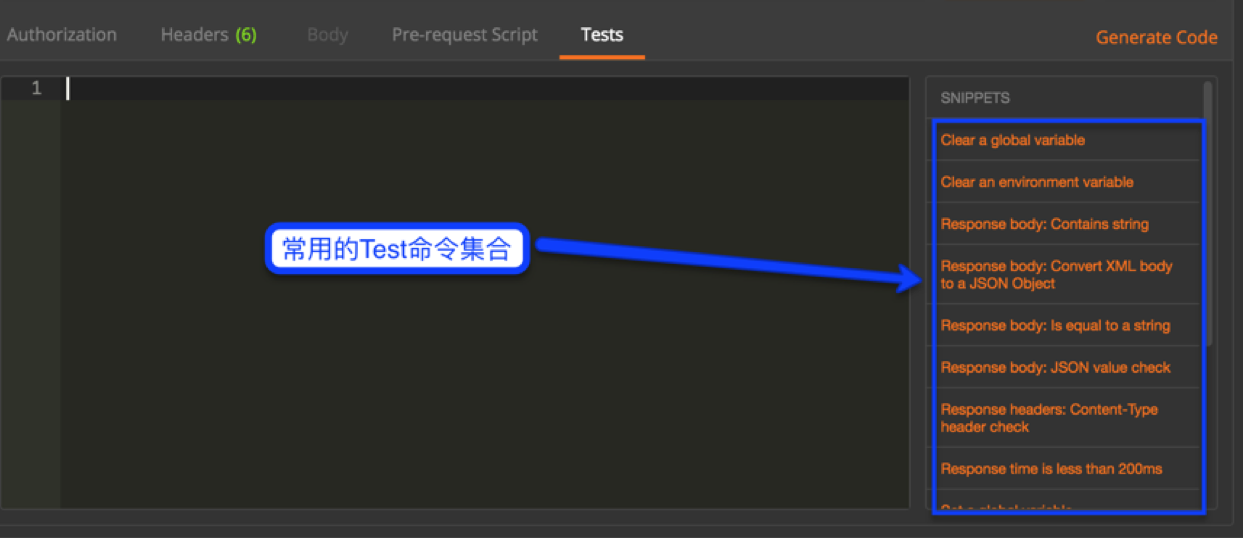 Authorization Headers (6) Body Pre-request Script Tests Generate Code
1
SNIPPETS
Clear a global variable
Clear an environment variable
Response body: Contains string
常用的Test命令集合
Response body: Convert XML body
to a JSON Object
Response body: Is equal to a string
Response body: JSON value check
Response headers: Content-Type
header check
Response time is less than 200ms
Set a global variable